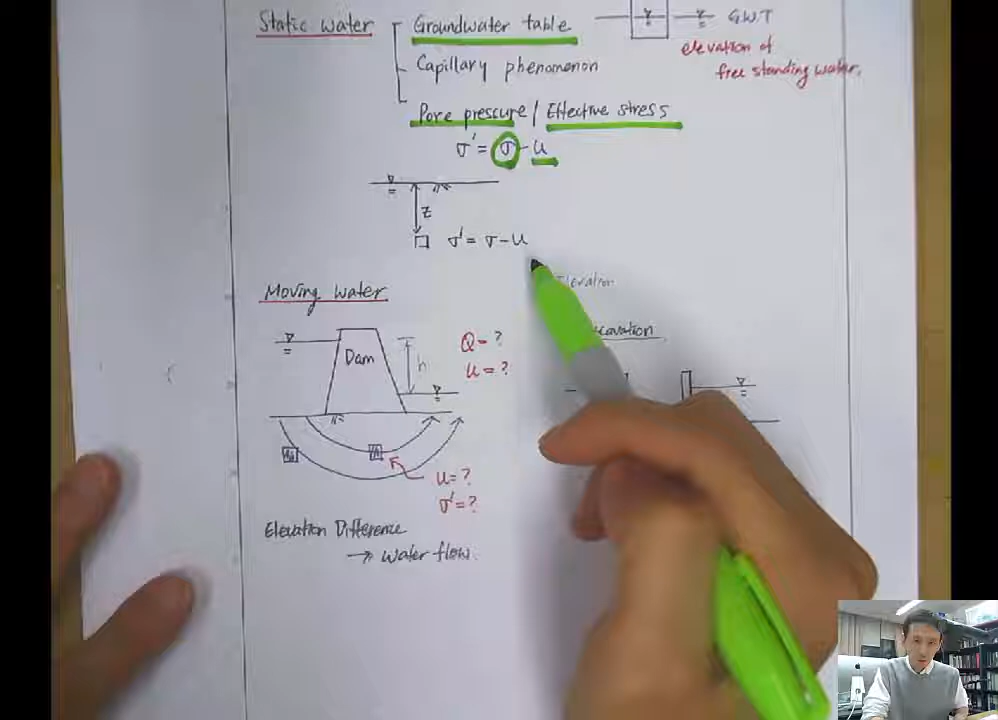 Static water
Groundwater table
Capillary phenomenon
Pore pressure / Effective stress
σ' = σ - u
G.W.T
elevation of
free standing water.
z
σ' = σ - u
Moving water
Dam
h
Q = ?
u = ?
u = ?
σ' = ?
Elevation Difference
→ water flow.